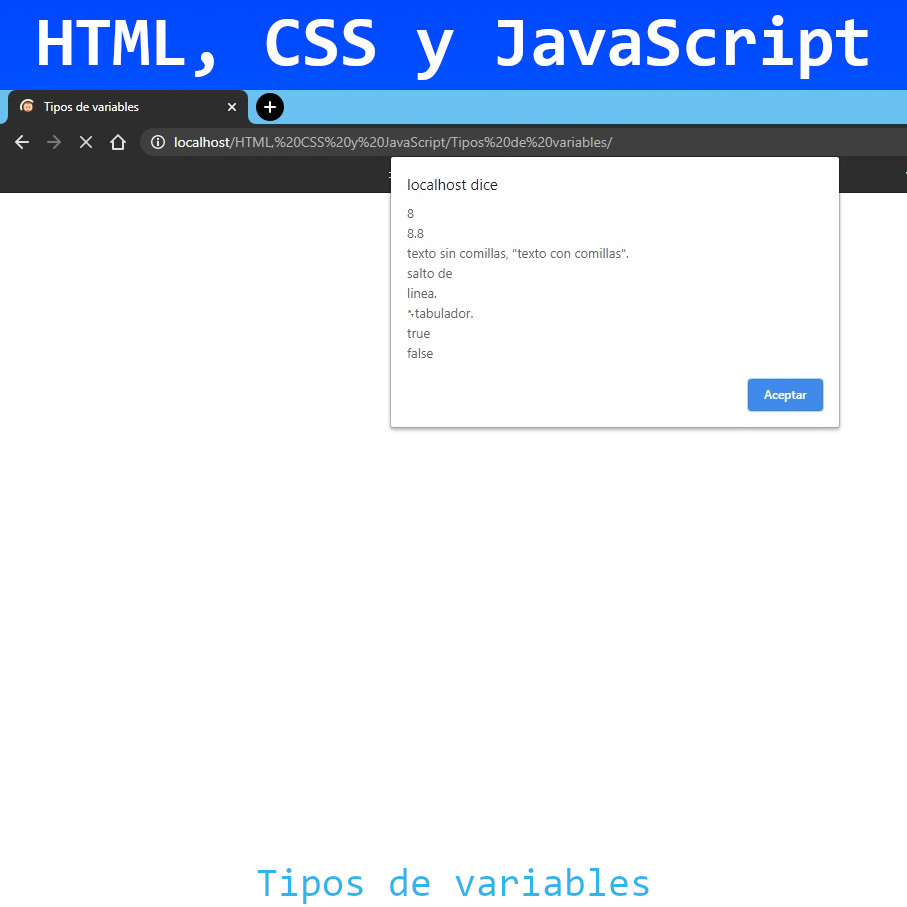 HTML, CSS y JavaScript
Tipos de variables
localhost/HTML,%20CSS%20y%20JavaScript/Tipos%20de%20variables/
localhost dice
8
8.8
texto sin comillas, "texto con comillas".
salto de
linea.
tabulador.
true
false
Aceptar
Tipos de variables